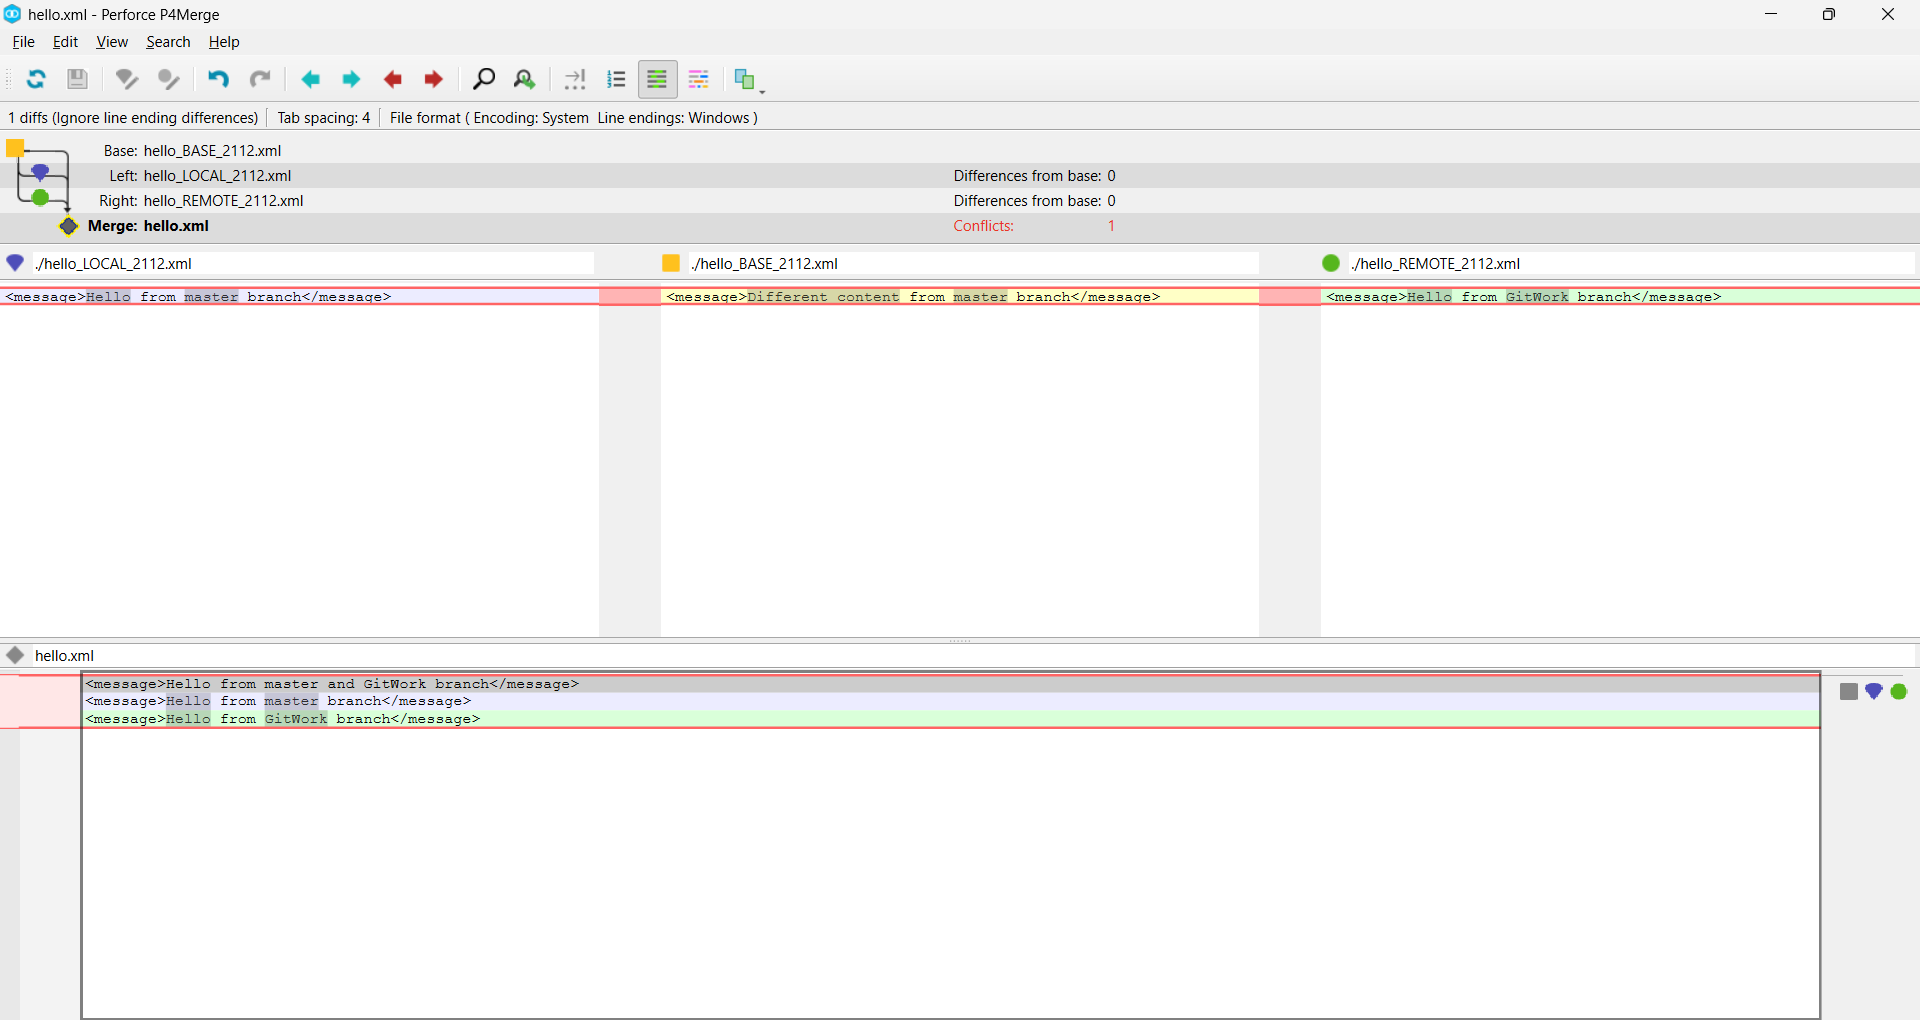 hello.xml - Perforce P4Merge
File Edit View Search Help
1 diffs (Ignore line ending differences) Tab spacing: 4 File format ( Encoding: System Line endings: Windows )
Base: hello_BASE_2112.xml
Left: hello_LOCAL_2112.xml Differences from base: 0
Right: hello_REMOTE_2112.xml Differences from base: 0
Merge: hello.xml Conflicts: 1
./hello_LOCAL_2112.xml ./hello_BASE_2112.xml ./hello_REMOTE_2112.xml
<message>Hello from master branch</message> <message>Different content from master branch</message> <message>Hello from GitWork branch</message>
hello.xml
<message>Hello from master and GitWork branch</message>
<message>Hello from master branch</message>
<message>Hello from GitWork branch</message>